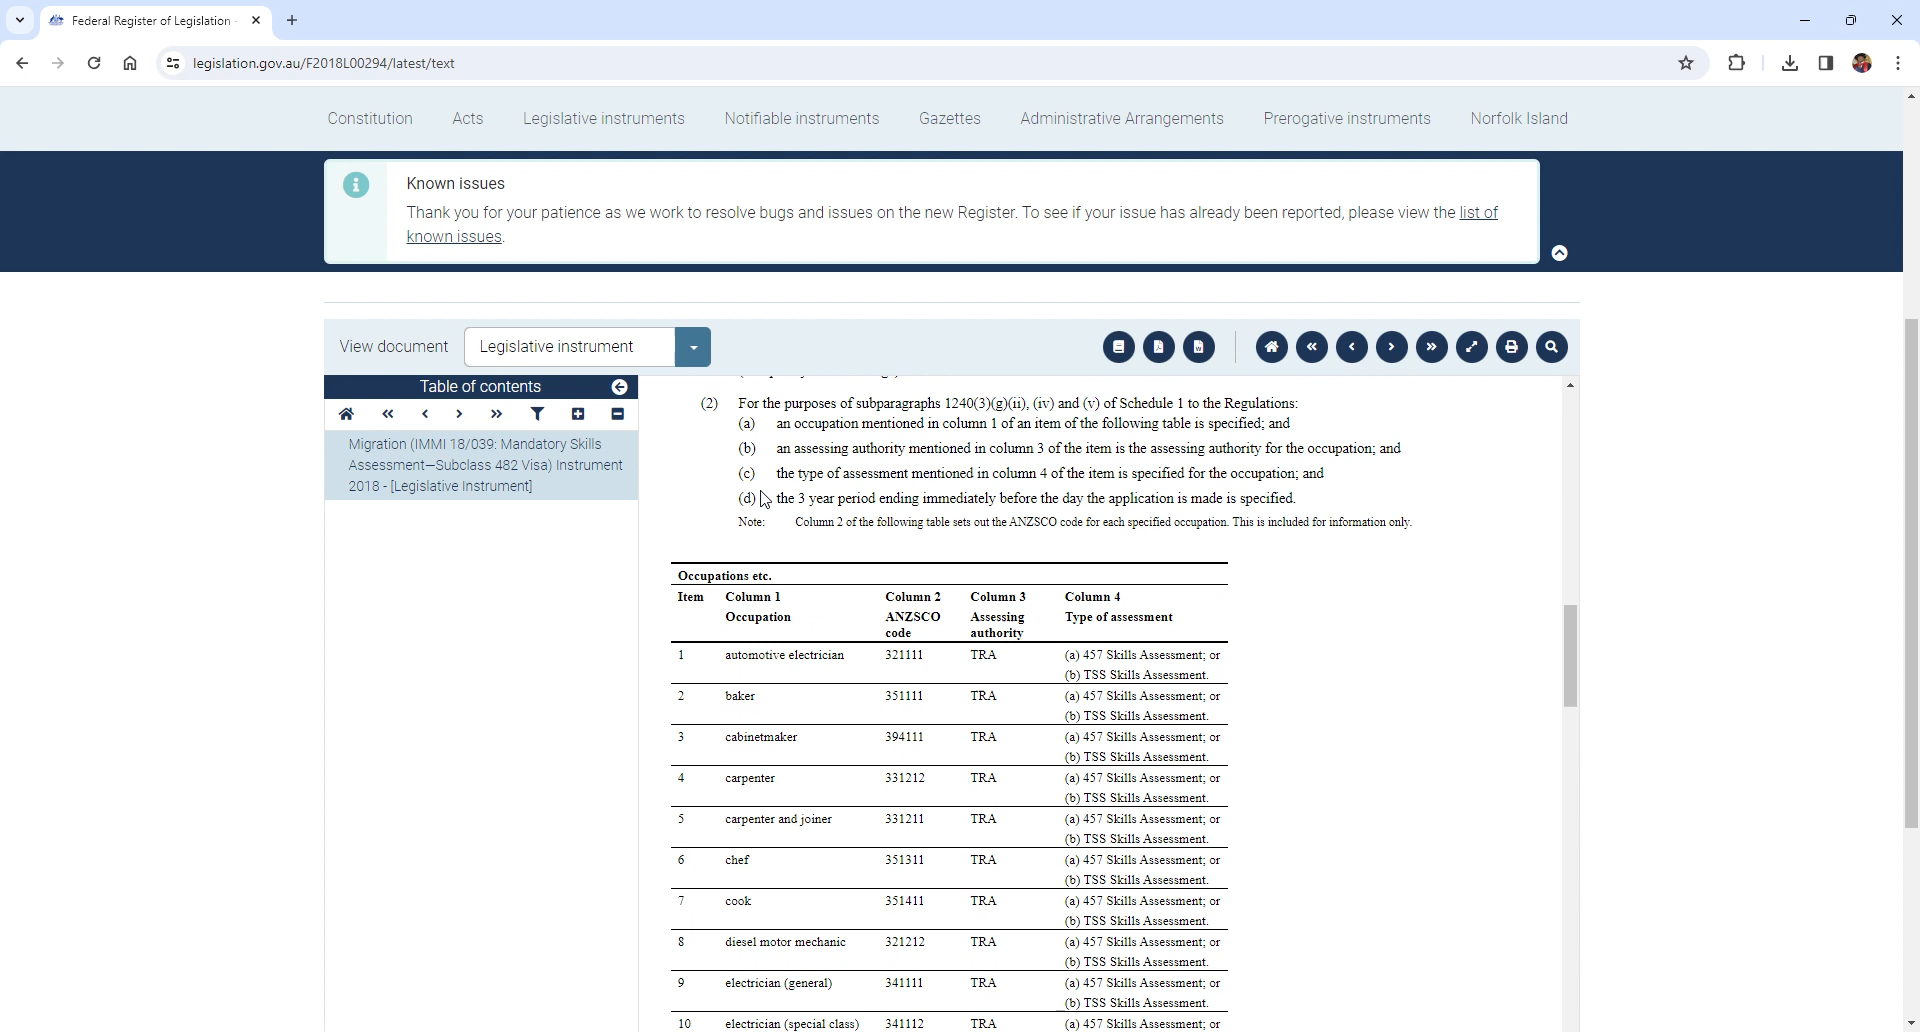 Federal Register of Legislation -
legislation.gov.au/F2018L00294/latest/text
Constitution
Acts
Legislative instruments
Notifiable instruments
Gazettes
Administrative Arrangements
Prerogative instruments
Norfolk Island
Known issues
Thank you for your patience as we work to resolve bugs and issues on the new Register. To see if your issue has already been reported, please view the list of
known issues.
View document
Legislative instrument
Table of contents
Migration (IMMI 18/039: Mandatory Skills
Assessment—Subclass 482 Visa) Instrument
2018 - [Legislative Instrument]
(2) For the purposes of subparagraphs 1240(3)(g)(ii), (iv) and (v) of Schedule 1 to the Regulations:
(a) an occupation mentioned in column 1 of an item of the following table is specified; and
(b) an assessing authority mentioned in column 3 of the item is the assessing authority for the occupation; and
(c) the type of assessment mentioned in column 4 of the item is specified for the occupation; and
(d) the 3 year period ending immediately before the day the application is made is specified.
Note: Column 2 of the following table sets out the ANZSCO code for each specified occupation. This is included for information only.
Occupations etc.
Item Column 1 Column 2 Column 3 Column 4
Occupation ANZSCO Assessing Type of assessment
code authority
1 automotive electrician 321111 TRA (a) 457 Skills Assessment; or
(b) TSS Skills Assessment.
2 baker 351111 TRA (a) 457 Skills Assessment; or
(b) TSS Skills Assessment.
3 cabinetmaker 394111 TRA (a) 457 Skills Assessment; or
(b) TSS Skills Assessment.
4 carpenter 331212 TRA (a) 457 Skills Assessment; or
(b) TSS Skills Assessment.
5 carpenter and joiner 331211 TRA (a) 457 Skills Assessment; or
(b) TSS Skills Assessment.
6 chef 351311 TRA (a) 457 Skills Assessment; or
(b) TSS Skills Assessment.
7 cook 351411 TRA (a) 457 Skills Assessment; or
(b) TSS Skills Assessment.
8 diesel motor mechanic 321212 TRA (a) 457 Skills Assessment; or
(b) TSS Skills Assessment.
9 electrician (general) 341111 TRA (a) 457 Skills Assessment; or
(b) TSS Skills Assessment.
10 electrician (special class) 341112 TRA (a) 457 Skills Assessment; or